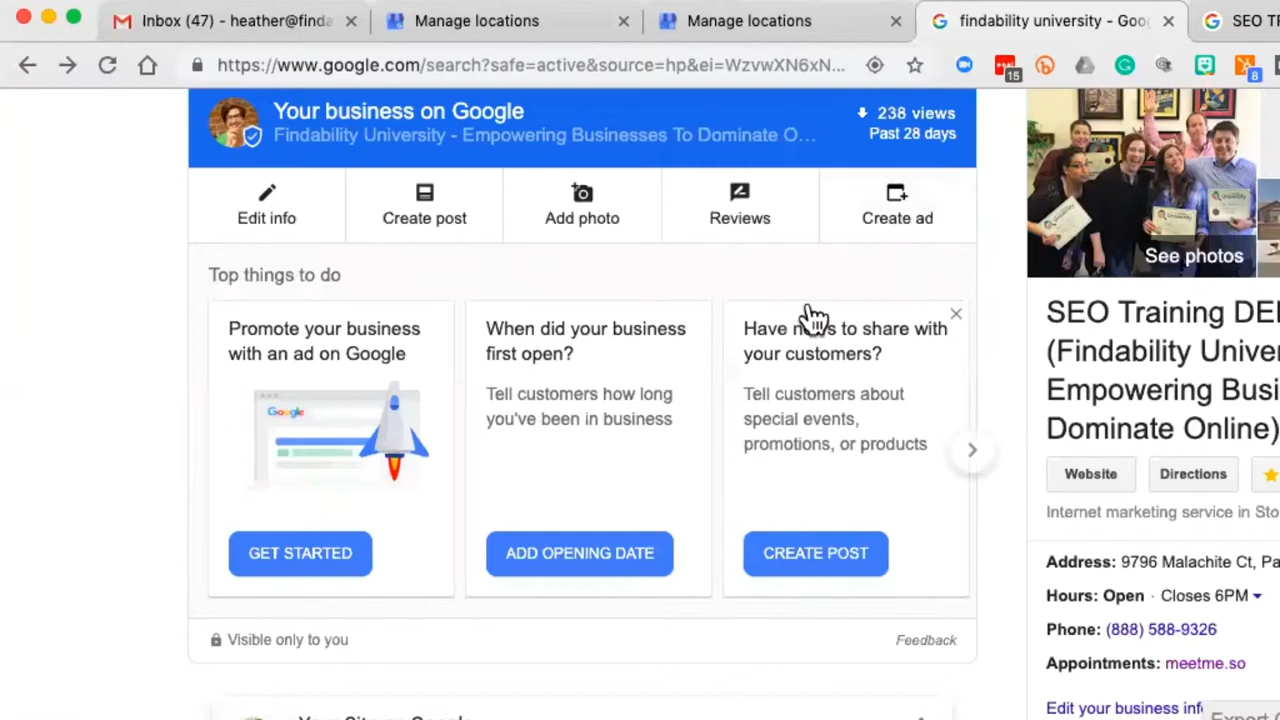 Inbox (47) - heather@finda
Manage locations
Manage locations
findability university - Goo
SEO T
https://www.google.com/search?safe=active&source=hp&ei=WzvwXN6xN...
15
8
Your business on Google
Findability University - Empowering Businesses To Dominate O...
238 views
Past 28 days
Edit info
Create post
Add photo
Reviews
Create ad
See photos
Top things to do
Promote your business
with an ad on Google
Google
GET STARTED
When did your business
first open?
Tell customers how long
you've been in business
ADD OPENING DATE
Have to share with
your customers?
Tell customers about
special events,
promotions, or products
CREATE POST
Visible only to you
Feedback
SEO Training DE
(Findability Unive
Empowering Busi
Dominate Online)
Website
Directions
Internet marketing service in Sto
Address: 9796 Malachite Ct, Pa
Hours: Open · Closes 6PM
Phone: (888) 588-9326
Appointments: meetme.so
Edit your business inf